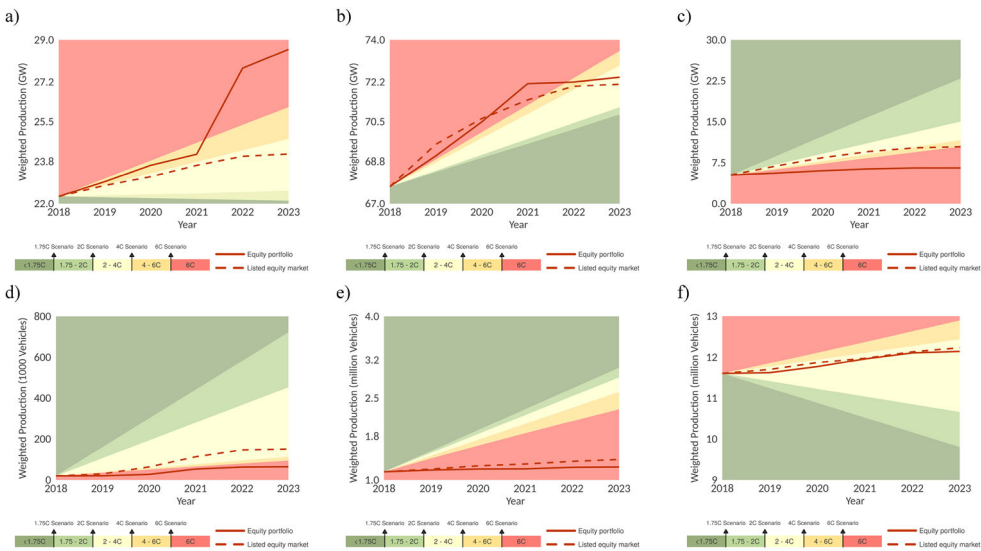 a)
Weighted Production (GW)
29.0
27.2
25.5
23.8
22.0
2018 2019 2020 2021 2022 2023
Year
1.75C Scenario 2C Scenario 4C Scenario 6C Scenario
<1.75C 1.75 - 2C 2 - 4C 4 - 6C 6C
Equity portfolio
Listed equity market
b)
Weighted Production (GW)
74.0
72.2
70.5
68.8
67.0
2018 2019 2020 2021 2022 2023
Year
1.75C Scenario 2C Scenario 4C Scenario 6C Scenario
<1.75C 1.75 - 2C 2 - 4C 4 - 6C 6C
Equity portfolio
Listed equity market
c)
Weighted Production (GW)
30.0
22.5
15.0
7.5
0.0
2018 2019 2020 2021 2022 2023
Year
1.75C Scenario 2C Scenario 4C Scenario 6C Scenario
<1.75C 1.75 - 2C 2 - 4C 4 - 6C 6C
Equity portfolio
Listed equity market
d)
Weighted Production (1000 Vehicles)
800
600
400
200
0
2018 2019 2020 2021 2022 2023
Year
1.75C Scenario 2C Scenario 4C Scenario 6C Scenario
<1.75C 1.75 - 2C 2 - 4C 4 - 6C 6C
Equity portfolio
Listed equity market
e)
Weighted Production (million Vehicles)
4.0
3.2
2.5
1.8
1.0
2018 2019 2020 2021 2022 2023
Year
1.75C Scenario 2C Scenario 4C Scenario 6C Scenario
<1.75C 1.75 - 2C 2 - 4C 4 - 6C 6C
Equity portfolio
Listed equity market
f)
Weighted Production (million Vehicles)
13
12
11
10
9
2018 2019 2020 2021 2022 2023
Year
1.75C Scenario 2C Scenario 4C Scenario 6C Scenario
<1.75C 1.75 - 2C 2 - 4C 4 - 6C 6C
Equity portfolio
Listed equity market